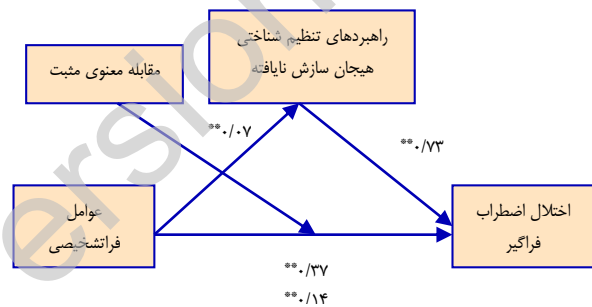 راهبردهای تنظیم شناختی
هیجان سازش نایافته
مقابله معنوی مثبت
**۰/۰۷
**۰/۷۳
عوامل
فراتشخیصی
اختلال اضطراب
فراگیر
**۰/۳۷
**۰/۱۴